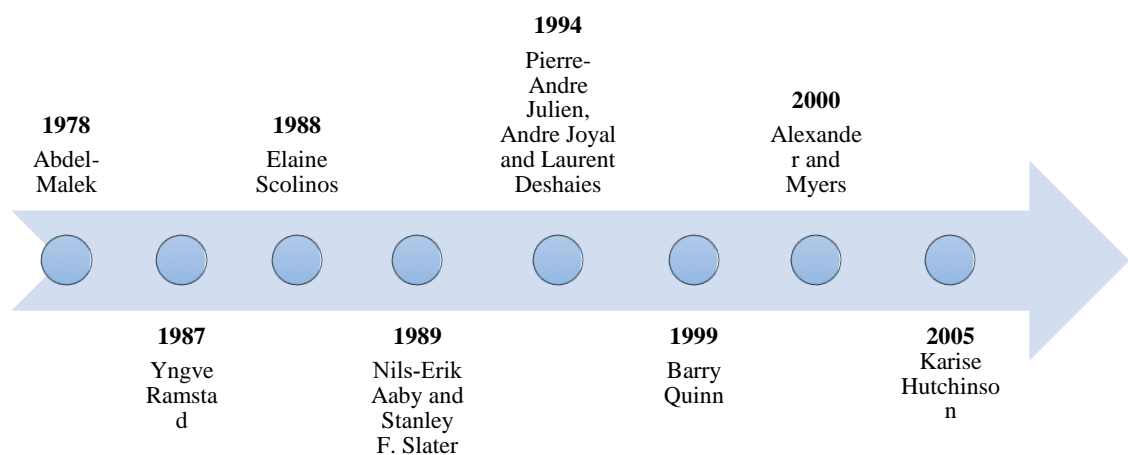 1978
Abdel-
Malek
1987
Yngve
Ramsta
d
1988
Elaine
Scolinos
1989
Nils-Erik
Aaby and
Stanley
F. Slater
1994
Pierre-
Andre
Julien,
Andre Joyal
and Laurent
Deshaies
1999
Barry
Quinn
2000
Alexande
r and
Myers
2005
Karise
Hutchinso
n